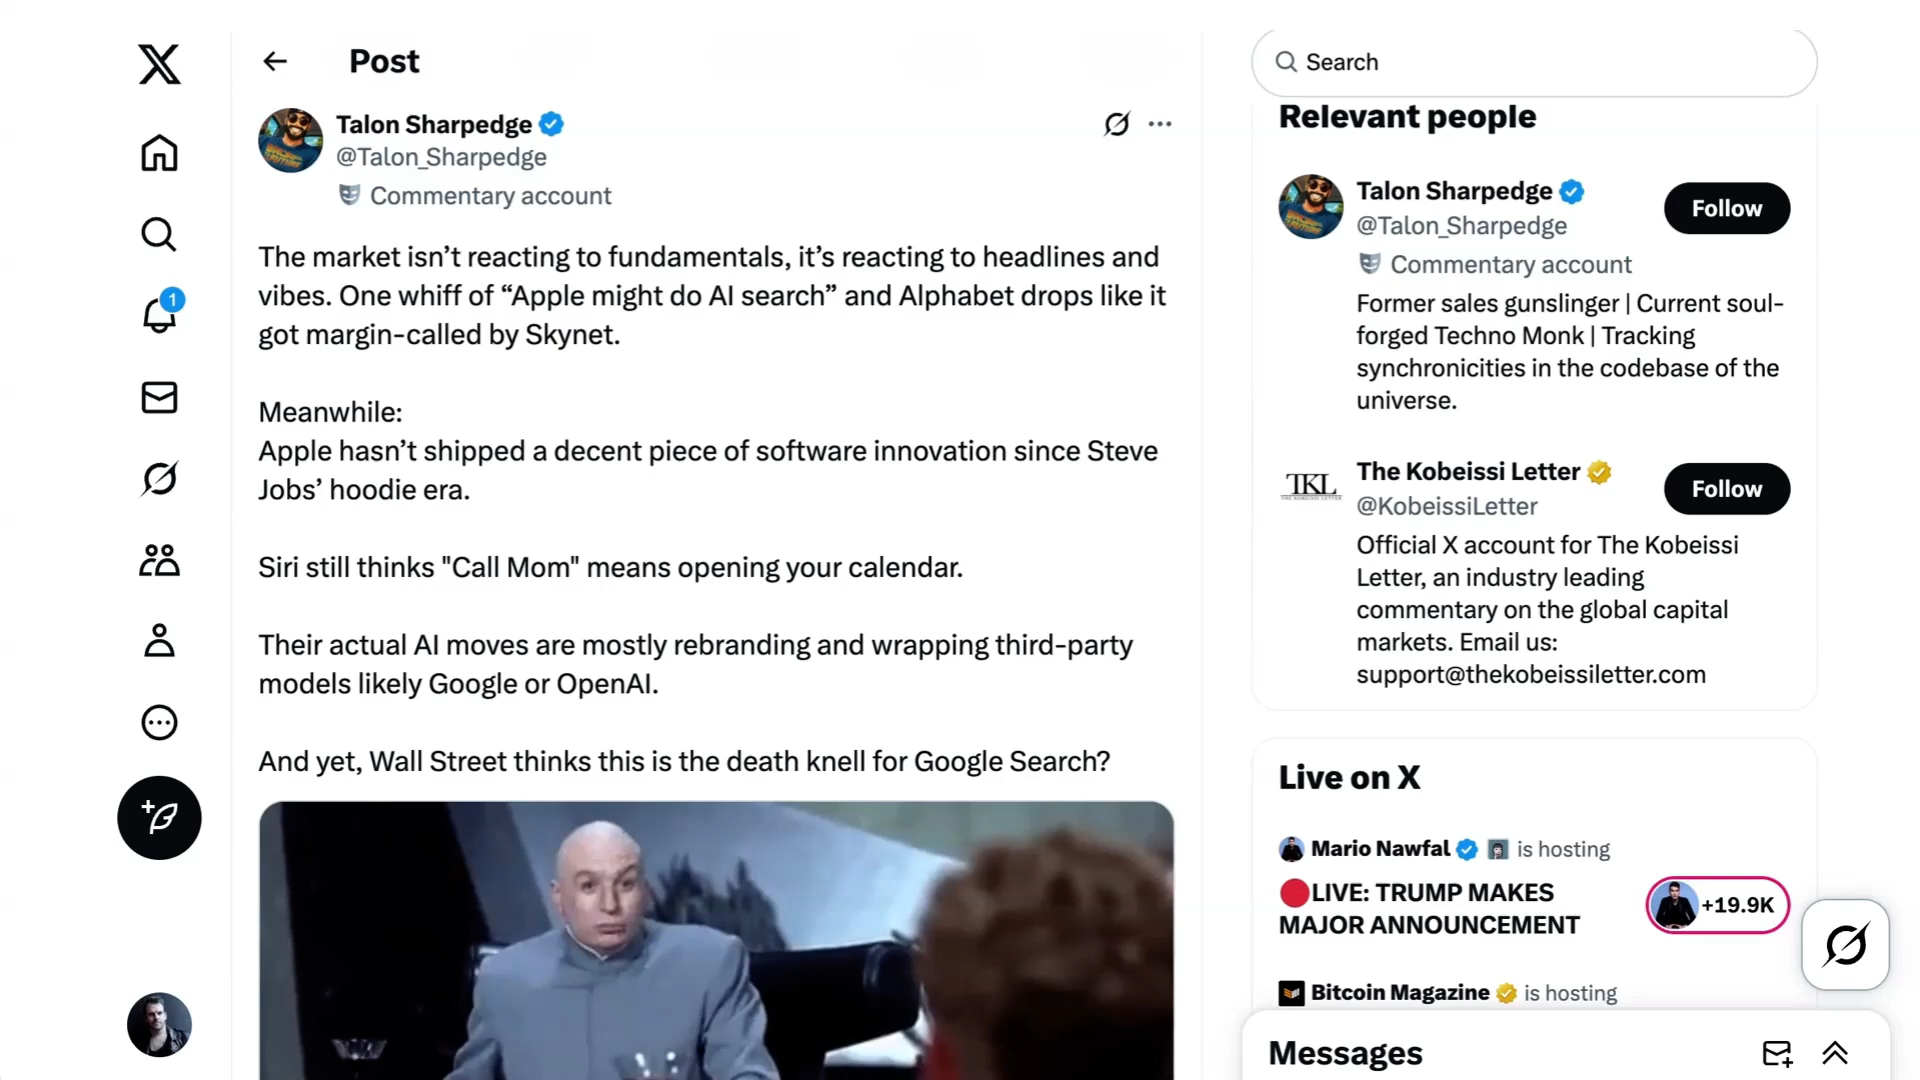 Post
Talon Sharpedge
@Talon_Sharpedge
Commentary account
The market isn’t reacting to fundamentals, it’s reacting to headlines and
vibes. One whiff of “Apple might do AI search” and Alphabet drops like it
got margin-called by Skynet.
Meanwhile:
Apple hasn’t shipped a decent piece of software innovation since Steve
Jobs’ hoodie era.
Siri still thinks "Call Mom" means opening your calendar.
Their actual AI moves are mostly rebranding and wrapping third-party
models likely Google or OpenAI.
And yet, Wall Street thinks this is the death knell for Google Search?
1
Search
Relevant people
Talon Sharpedge
@Talon_Sharpedge
Follow
Commentary account
Former sales gunslinger | Current soul-
forged Techno Monk | Tracking
synchronicities in the codebase of the
universe.
TKL
THE KOBEISSI LETTER
The Kobeissi Letter
@KobeissiLetter
Follow
Official X account for The Kobeissi
Letter, an industry leading
commentary on the global capital
markets. Email us:
support@thekobeissiletter.com
Live on X
Mario Nawfal is hosting
LIVE: TRUMP MAKES
MAJOR ANNOUNCEMENT
+19.9K
Bitcoin Magazine is hosting
Messages